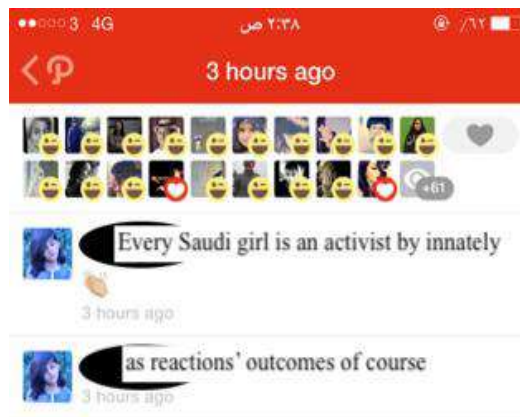 3 4G ٢:٣٨ ص ٪٦٢
3 hours ago
+61
Every Saudi girl is an activist by innately
3 hours ago
as reactions' outcomes of course
3 hours ago